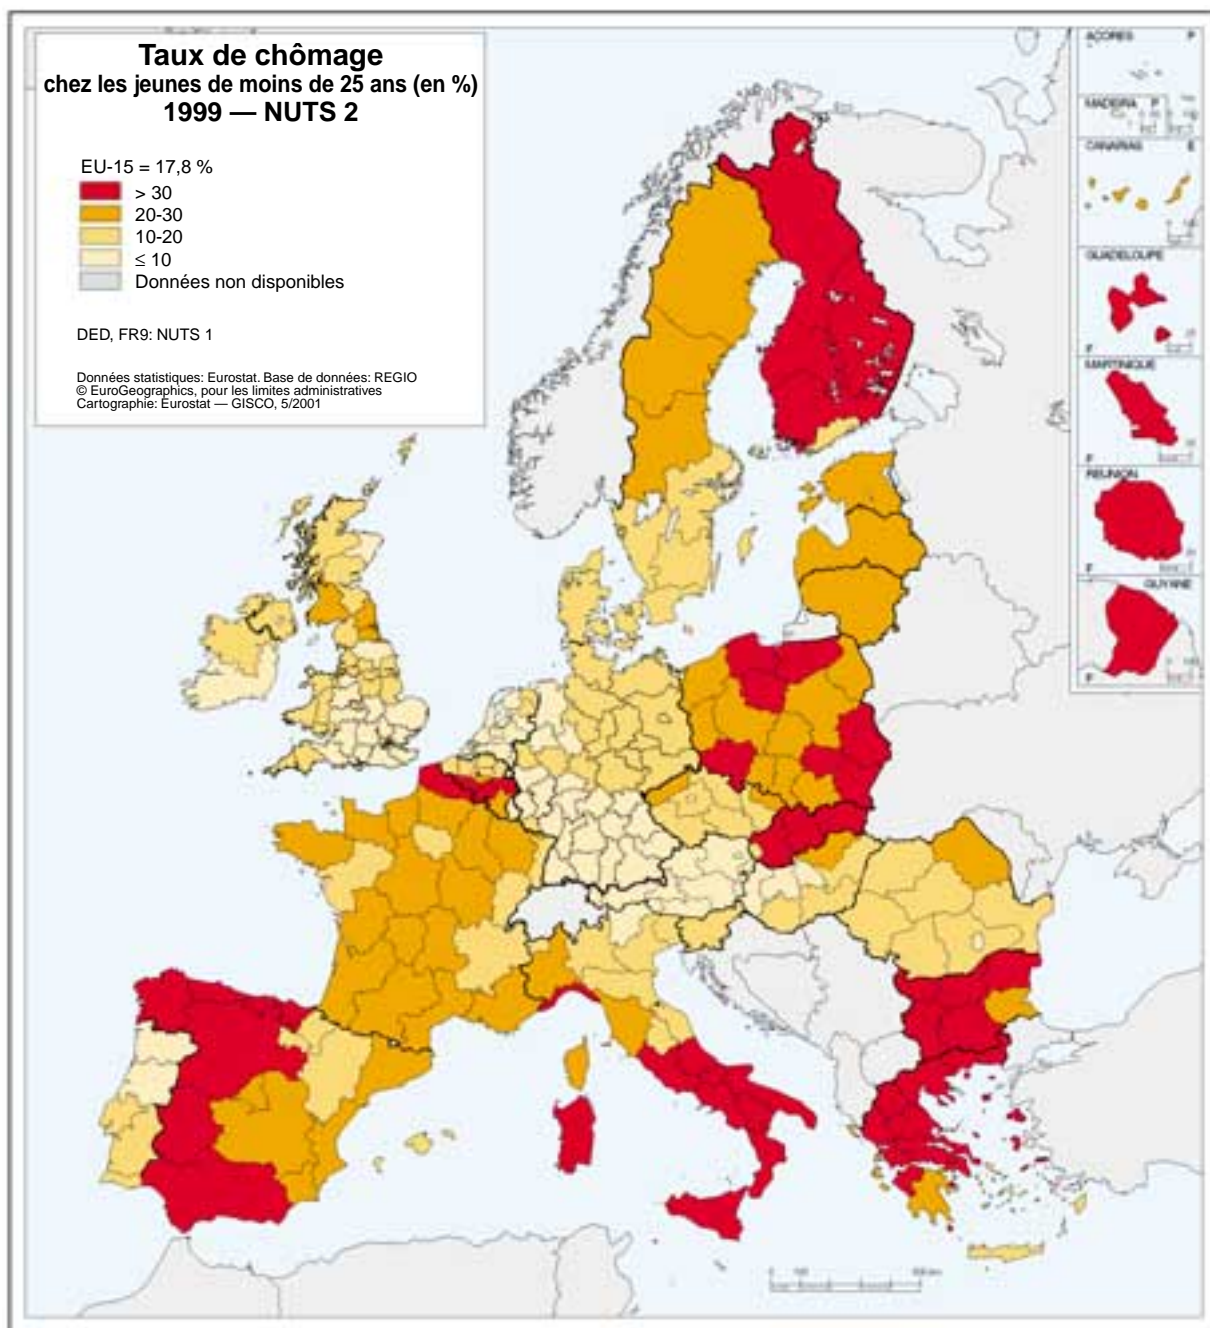 Taux de chômage
chez les jeunes de moins de 25 ans (en %)
1999 — NUTS 2
EU-15 = 17,8 %
> 30
20-30
10-20
≤ 10
Données non disponibles
DED, FR9: NUTS 1
Données statistiques: Eurostat. Base de données: REGIO
© EuroGeographics, pour les limites administratives
Cartographie: Eurostat — GISCO, 5/2001
AÇORES P
MADEIRA P
CANARIAS E
GUADELOUPE
F
MARTINIQUE
F
REUNION
F
GUYANE
F